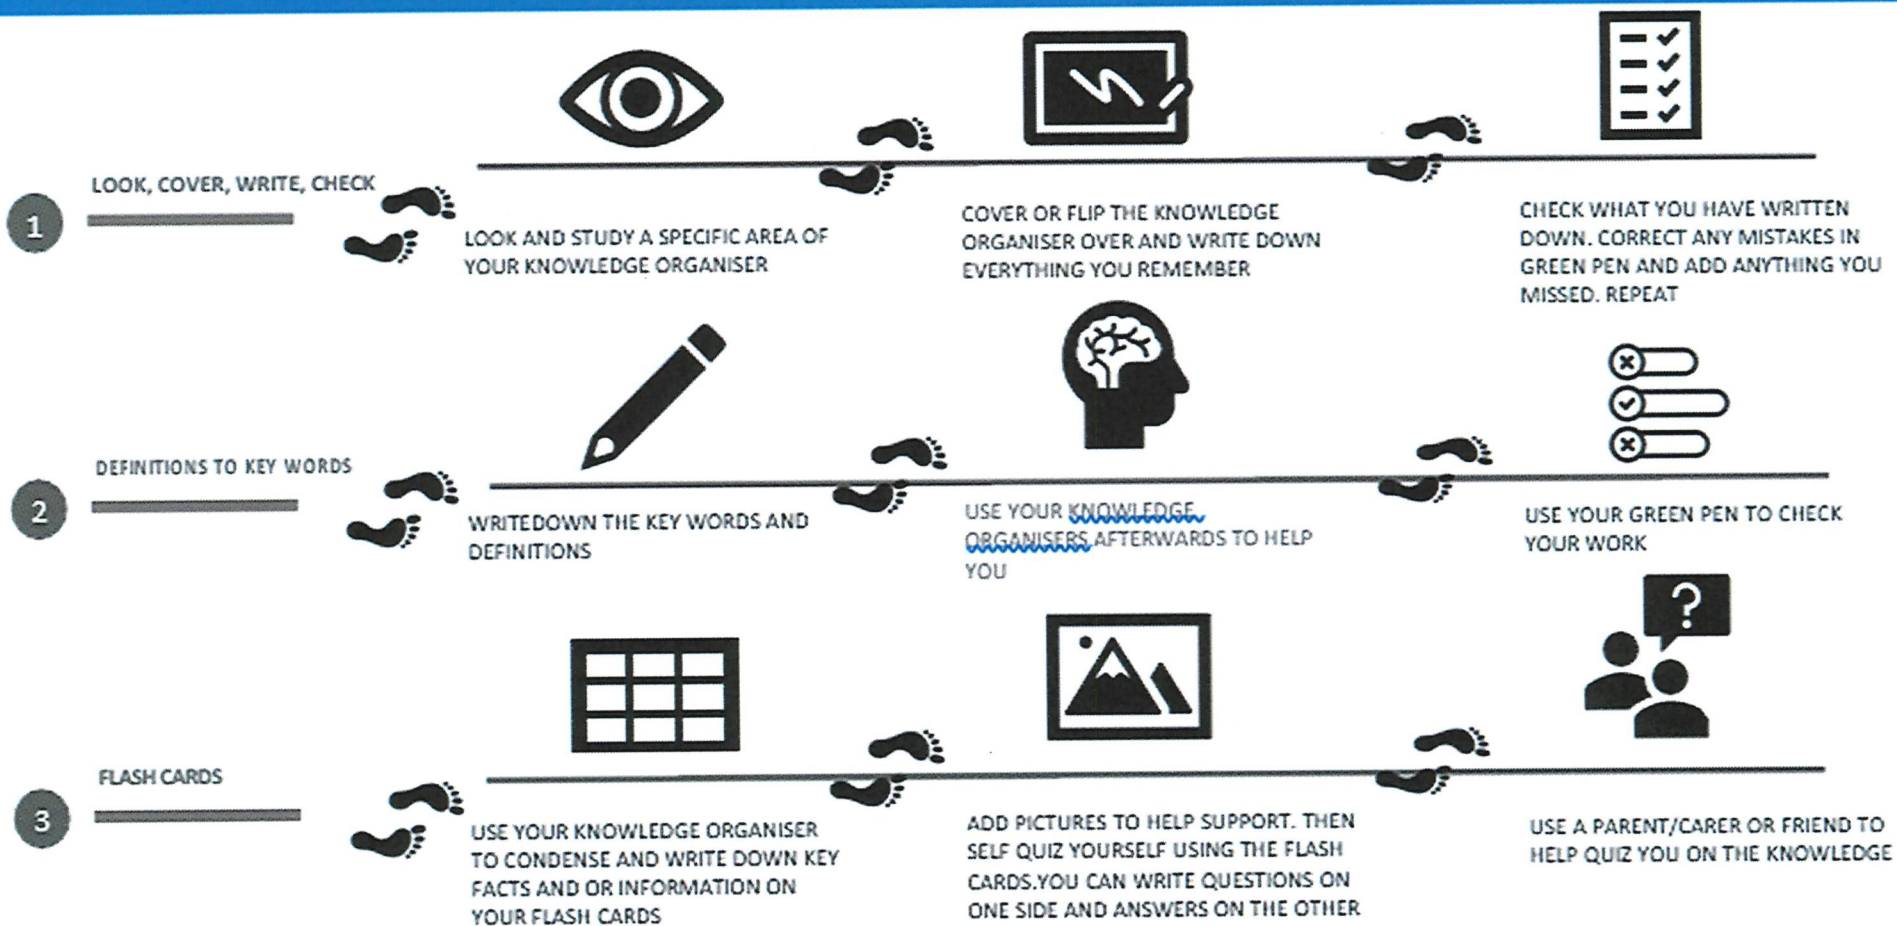 1
LOOK, COVER, WRITE, CHECK
LOOK AND STUDY A SPECIFIC AREA OF
YOUR KNOWLEDGE ORGANISER
COVER OR FLIP THE KNOWLEDGE
ORGANISER OVER AND WRITE DOWN
EVERYTHING YOU REMEMBER
CHECK WHAT YOU HAVE WRITTEN
DOWN. CORRECT ANY MISTAKES IN
GREEN PEN AND ADD ANYTHING YOU
MISSED. REPEAT
2
DEFINITIONS TO KEY WORDS
WRITEDOWN THE KEY WORDS AND
DEFINITIONS
USE YOUR KNOWLEDGE
ORGANISERS AFTERWARDS TO HELP
YOU
USE YOUR GREEN PEN TO CHECK
YOUR WORK
?
3
FLASH CARDS
USE YOUR KNOWLEDGE ORGANISER
TO CONDENSE AND WRITE DOWN KEY
FACTS AND OR INFORMATION ON
YOUR FLASH CARDS
ADD PICTURES TO HELP SUPPORT. THEN
SELF QUIZ YOURSELF USING THE FLASH
CARDS.YOU CAN WRITE QUESTIONS ON
ONE SIDE AND ANSWERS ON THE OTHER
USE A PARENT/CARER OR FRIEND TO
HELP QUIZ YOU ON THE KNOWLEDGE